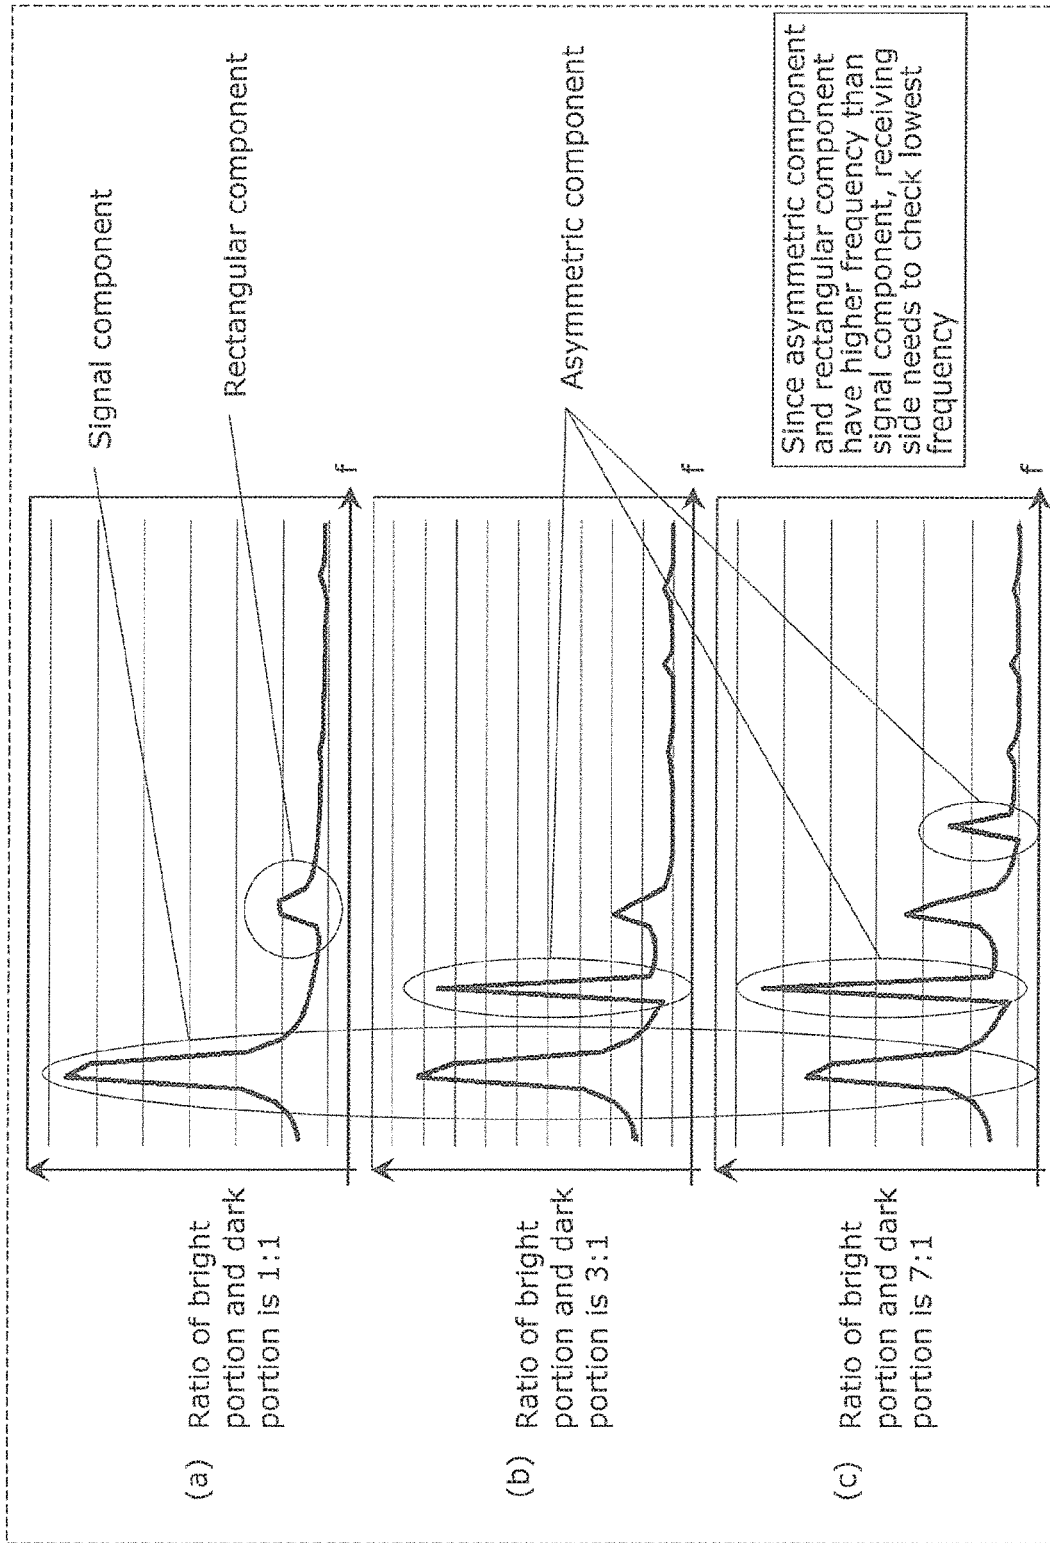 (a) Ratio of bright
portion and dark
portion is 1:1
f
Signal component
Rectangular component
(b) Ratio of bright
portion and dark
portion is 3:1
f
Asymmetric component
(c) Ratio of bright
portion and dark
portion is 7:1
f
Since asymmetric component
and rectangular component
have higher frequency than
signal component, receiving
side needs to check lowest
frequency